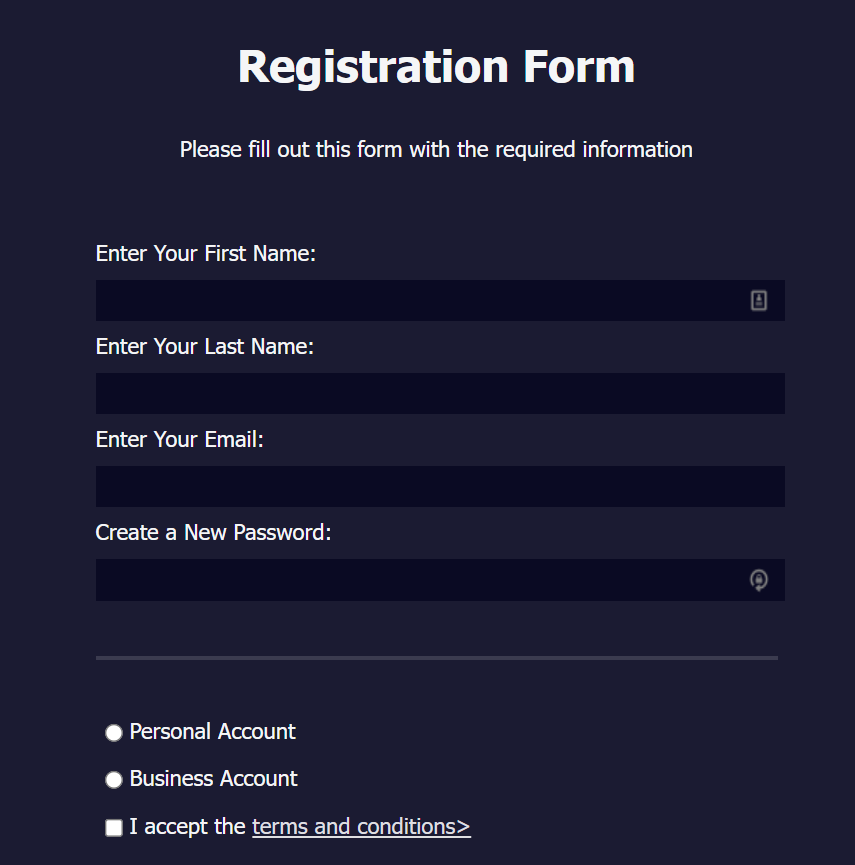 Registration Form
Please fill out this form with the required information
Enter Your First Name:
Enter Your Last Name:
Enter Your Email:
Create a New Password:
Personal Account
Business Account
I accept the terms and conditions>